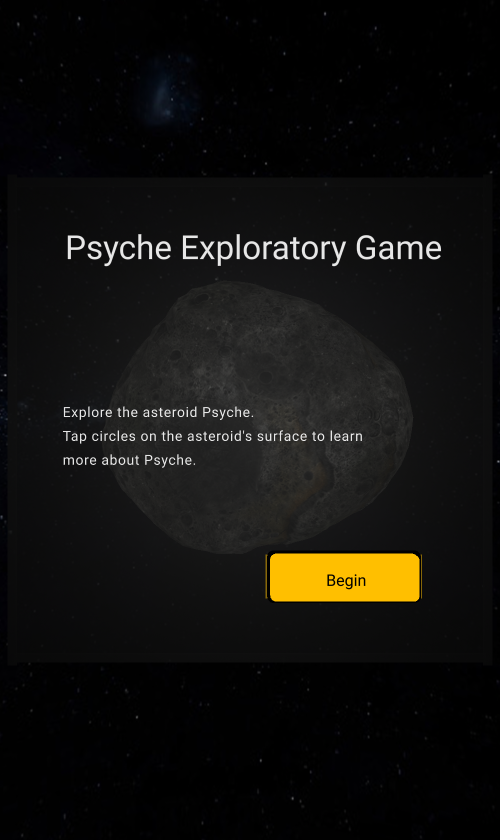 Psyche Exploratory Game
Explore the asteroid Psyche.
Tap circles on the asteroid's surface to learn
more about Psyche.
Begin